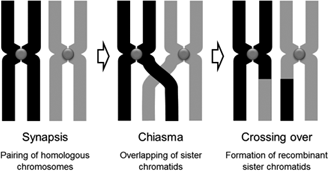 Synapsis
Pairing of homologous
chromosomes
Chiasma
Overlapping of sister
chromatids
Crossing over
Formation of recombinant
sister chromatids